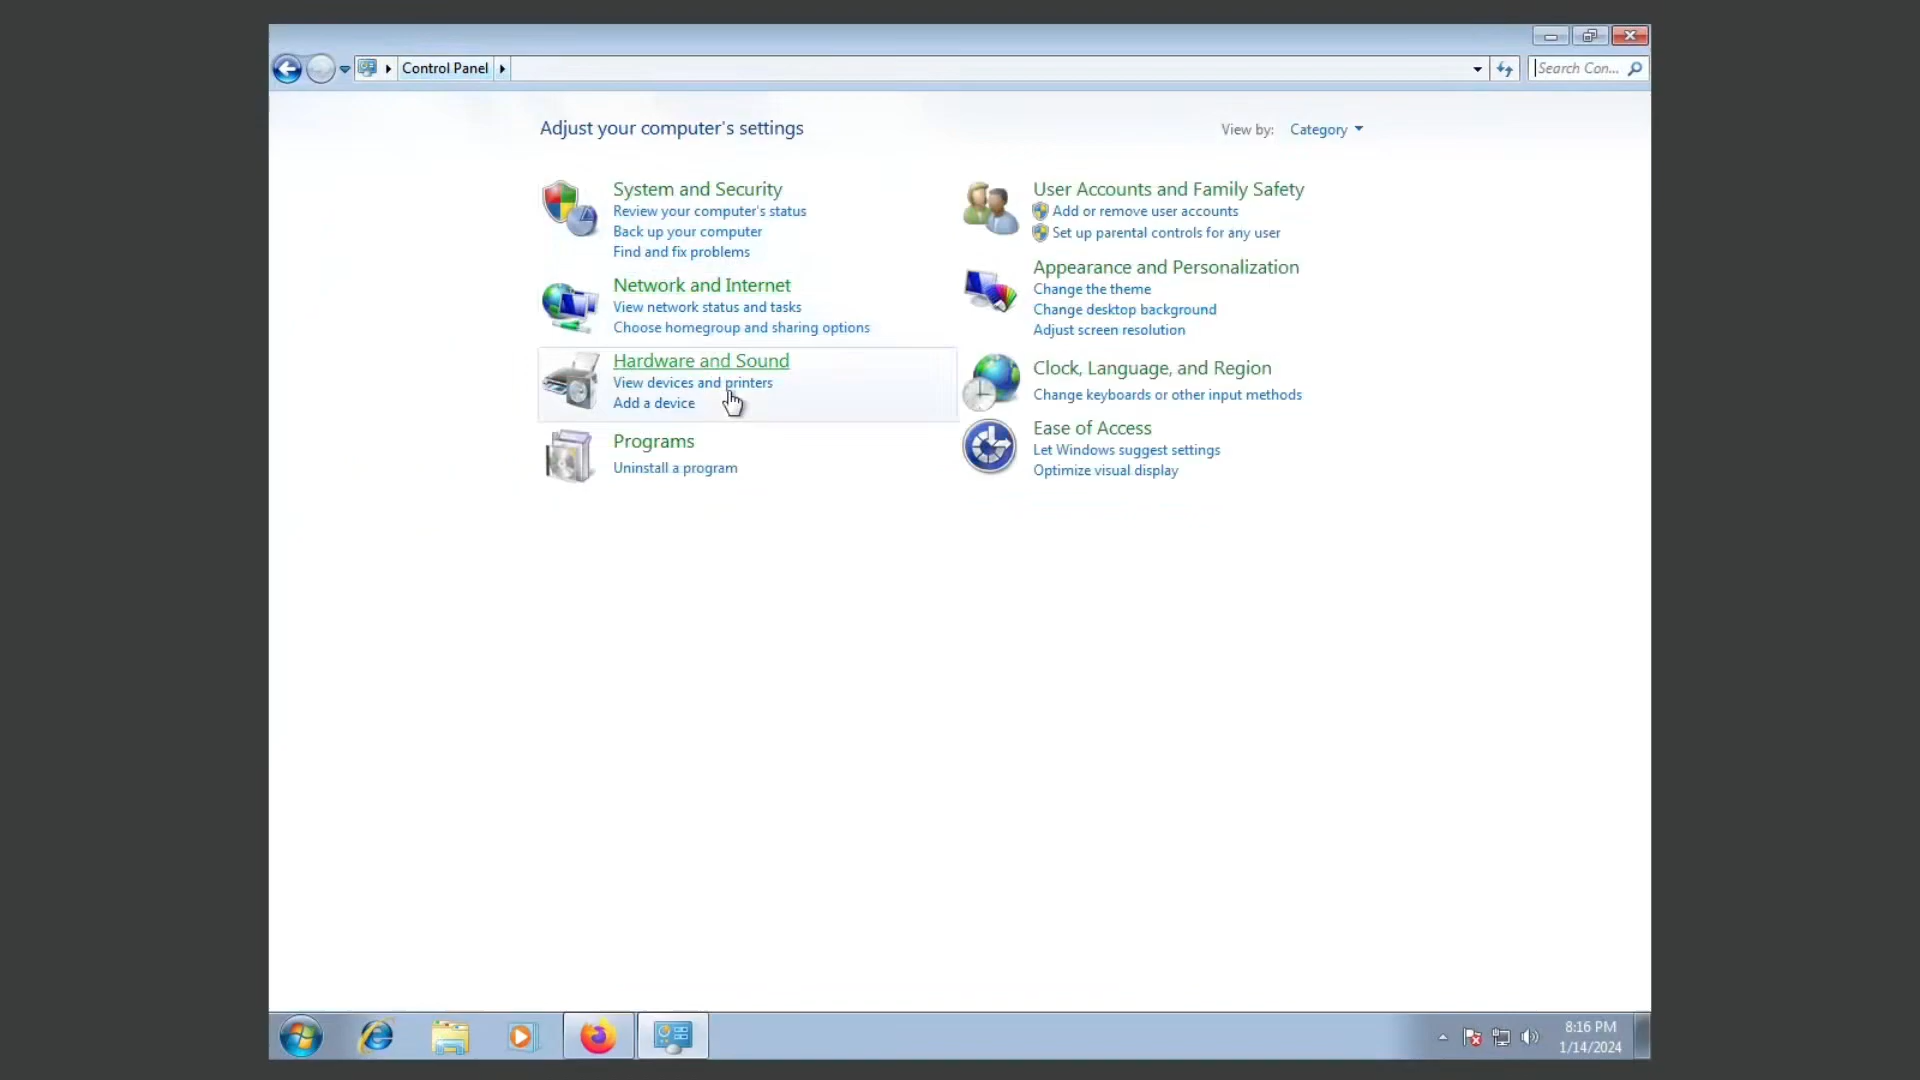 Control Panel
Search Con...
Adjust your computer's settings
View by: Category
System and Security
Review your computer's status
Back up your computer
Find and fix problems
Network and Internet
View network status and tasks
Choose homegroup and sharing options
Hardware and Sound
View devices and printers
Add a device
Programs
Uninstall a program
User Accounts and Family Safety
Add or remove user accounts
Set up parental controls for any user
Appearance and Personalization
Change the theme
Change desktop background
Adjust screen resolution
Clock, Language, and Region
Change keyboards or other input methods
Ease of Access
Let Windows suggest settings
Optimize visual display
8:16 PM
1/14/2024